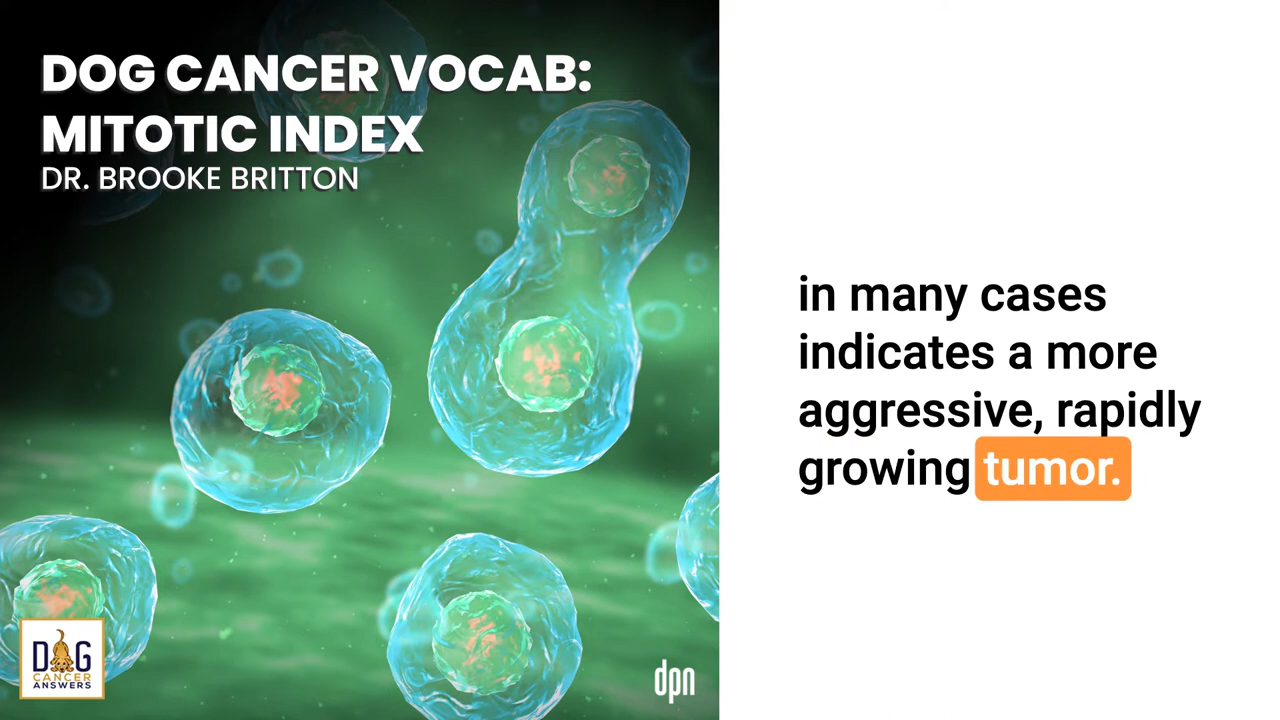 DOG CANCER VOCAB:
MITOTIC INDEX
DR. BROOKE BRITTON
in many cases
indicates a more
aggressive, rapidly
growing tumor.
DOG
CANCER
ANSWERS
dpn